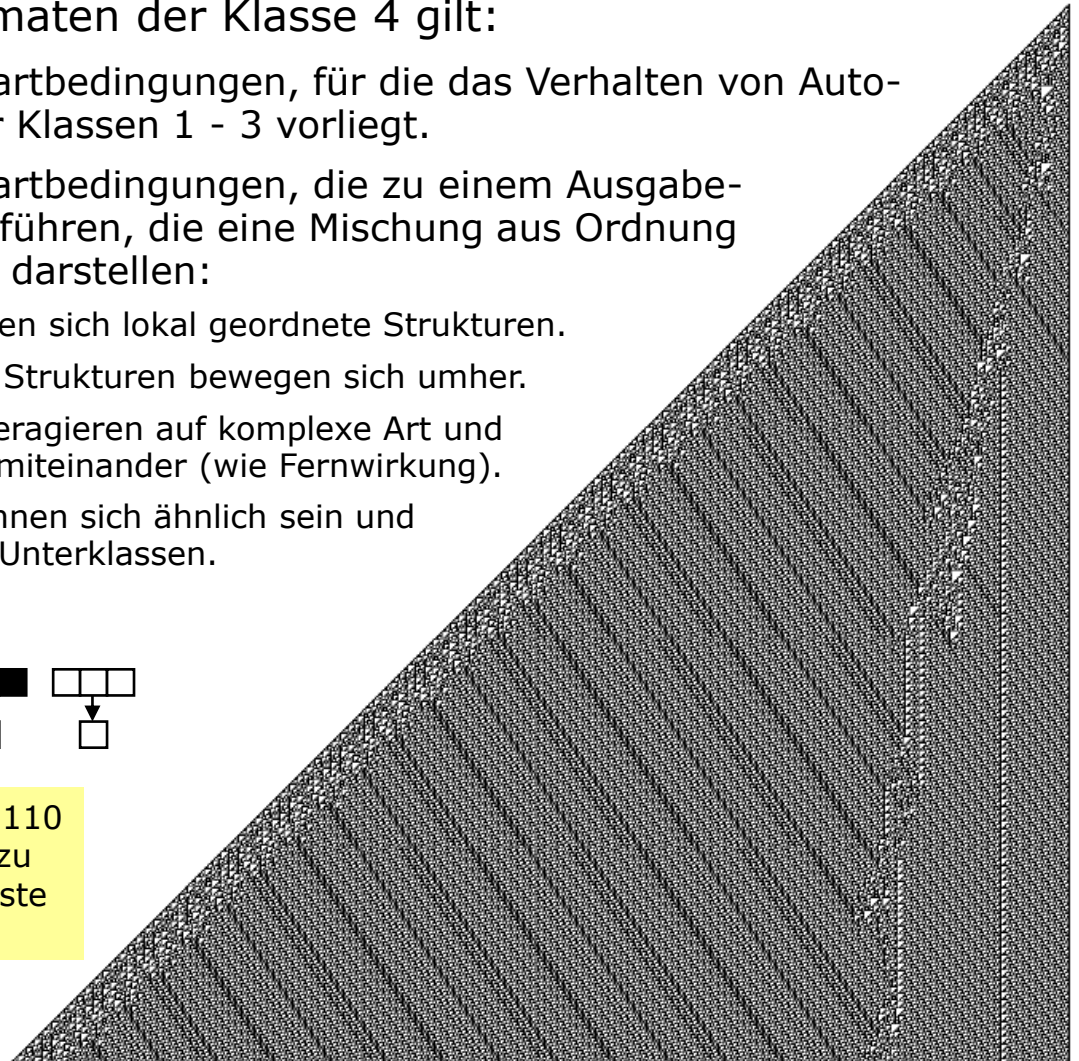 maten der Klasse 4 gilt:
artbedingungen, für die das Verhalten von Auto-
r Klassen 1 - 3 vorliegt.
artbedingungen, die zu einem Ausgabe-
führen, die eine Mischung aus Ordnung
darstellen:
en sich lokal geordnete Strukturen.
Strukturen bewegen sich umher.
eragieren auf komplexe Art und
miteinander (wie Fernwirkung).
nnen sich ähnlich sein und
Unterklassen.
110
zu
ste